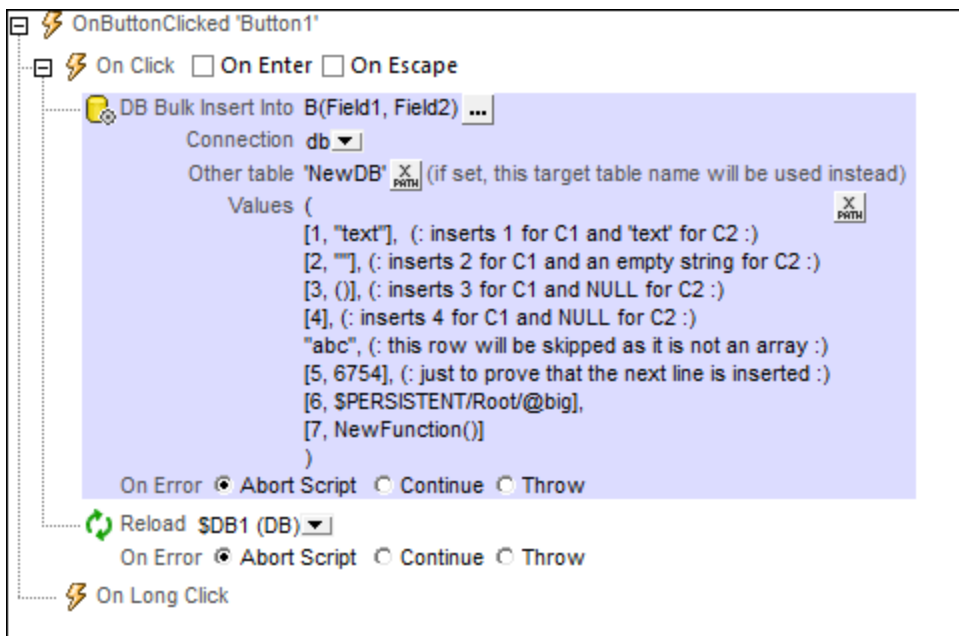 OnButtonClicked "Button1"
On Click On Enter On Escape
DB Bulk Insert Into B(Field1, Field2) ...
Connection db
Other table "NewDB" X PATH (if set, this target table name will be used instead)
Values ( X PATH
[1, "text"], (: inserts 1 for C1 and 'text' for C2 :)
[2, ""], (: inserts 2 for C1 and an empty string for C2 :)
[3, ()], (: inserts 3 for C1 and NULL for C2 :)
[4], (: inserts 4 for C1 and NULL for C2 :)
"abc", (: this row will be skipped as it is not an array :)
[5, 6754], (: just to prove that the next line is inserted :)
[6, $PERSISTENT/Root/@big],
[7, NewFunction()]
)
On Error Abort Script Continue Throw
Reload $DB1 (DB)
On Error Abort Script Continue Throw
On Long Click